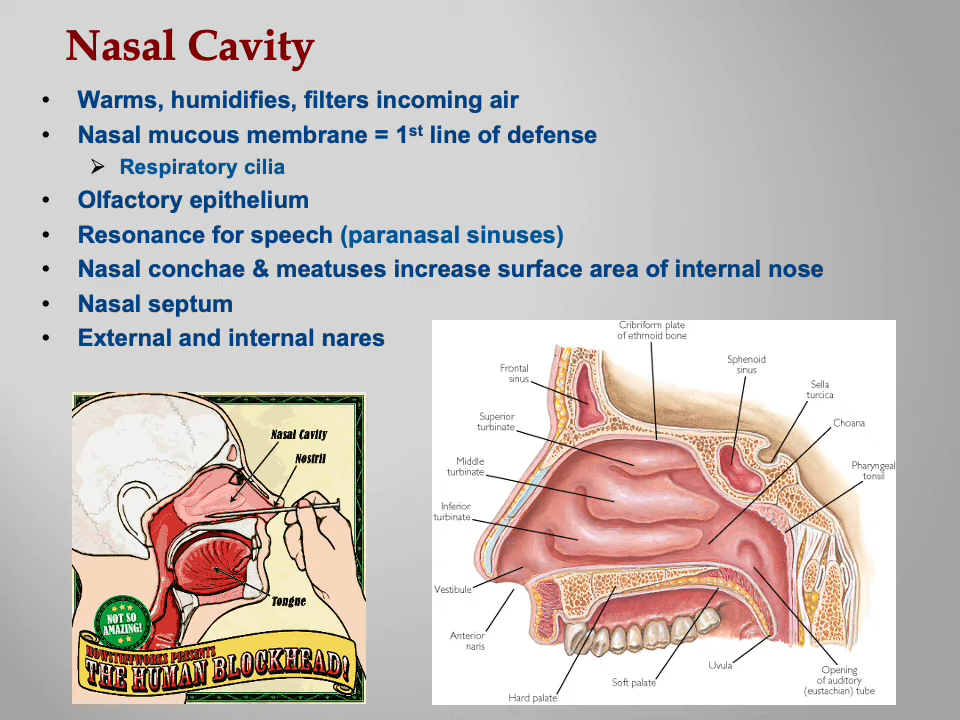 Nasal Cavity
• Warms, humidifies, filters incoming air
• Nasal mucous membrane = 1st line of defense
➢ Respiratory cilia
• Olfactory epithelium
• Resonance for speech (paranasal sinuses)
• Nasal conchae & meatuses increase surface area of internal nose
• Nasal septum
• External and internal nares
Nasal Cavity
Nostril
Tongue
NOT SO
AMAZING!
HOWSTUFFWORKS PRESENTS
THE HUMAN BLOCKHEAD!
Cribriform plate
of ethmoid bone
Frontal
sinus
Sphenoid
sinus
Sella
turcica
Superior
turbinate
Choana
Middle
turbinate
Pharyngeal
tonsil
Inferior
turbinate
Vestibule
Anterior
naris
Hard palate
Soft palate
Uvula
Opening
of auditory
(eustachian) tube